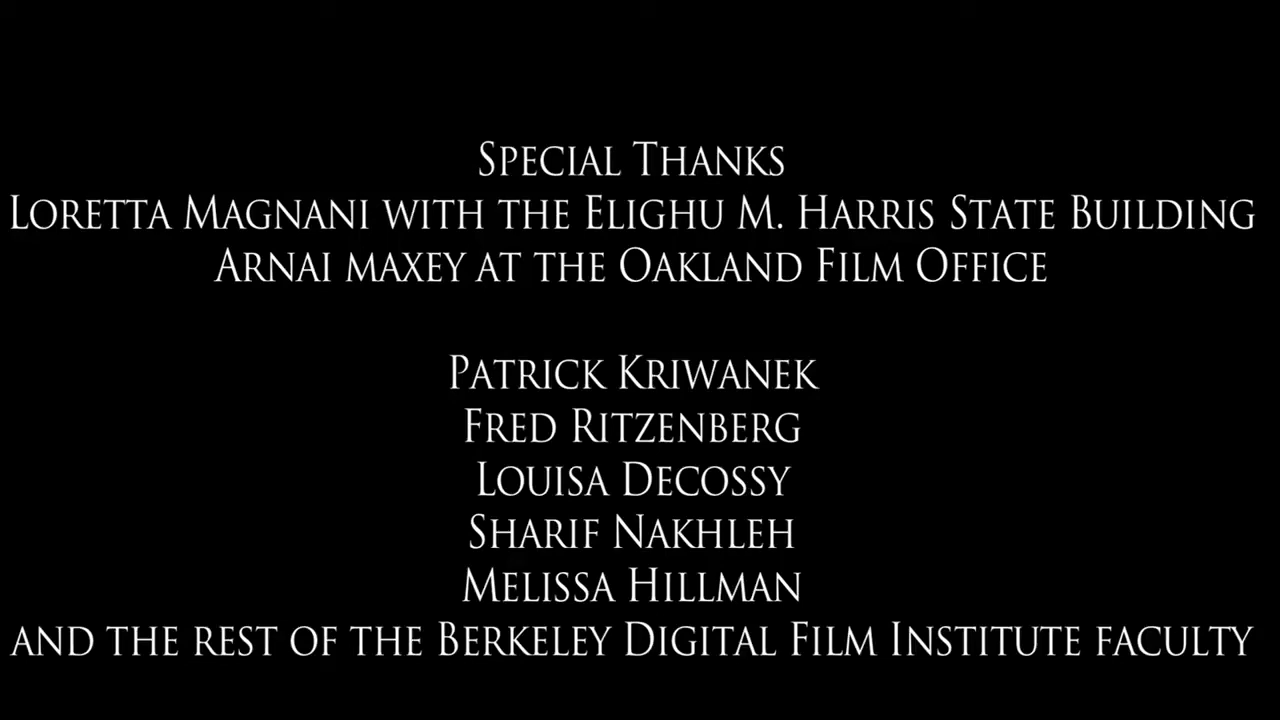 Special Thanks
Loretta Magnani with the Elighu M. Harris State Building
Arnai maxey at the Oakland Film Office
Patrick Kriwanek
Fred Ritzenberg
Louisa Decossy
Sharif Nakhleh
Melissa Hillman
and the rest of the Berkeley Digital Film Institute faculty